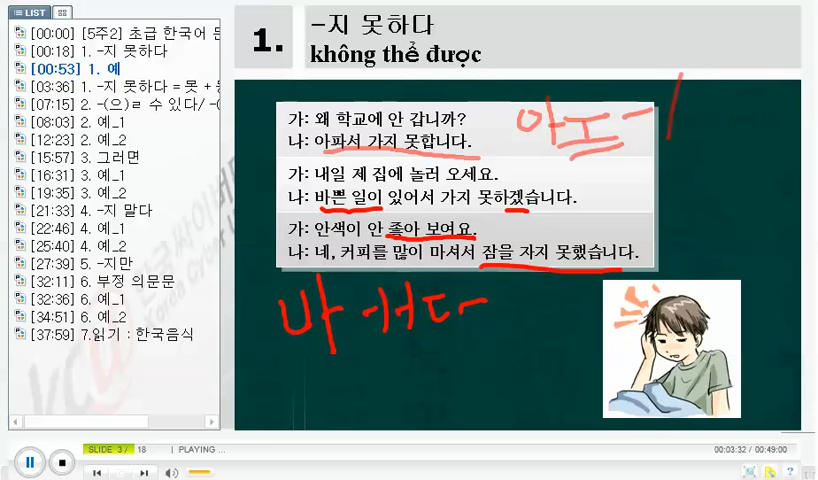 LIST
[00:00] [5주2] 초급 한국어 문
[00:18] 1. -지 못하다
[00:53] 1. 예
[03:36] 1. -지 못하다 = 못 + 동
[07:15] 2. -(으)ㄹ 수 있다/ -(
[08:03] 2. 예_1
[12:23] 2. 예_2
[15:57] 3. 그러면
[16:31] 3. 예_1
[19:35] 3. 예_2
[21:33] 4. -지 말다
[22:46] 4. 예_1
[25:40] 4. 예_2
[27:39] 5. -지만
[32:11] 6. 부정 의문문
[32:36] 6. 예_1
[34:51] 6. 예_2
[37:59] 7.읽기 : 한국음식
1.
-지 못하다
không thể được
가: 왜 학교에 안 갑니까?
나: 아파서 가지 못합니다.
가: 내일 제 집에 놀러 오세요.
나: 바쁜 일이 있어서 가지 못하겠습니다.
가: 안색이 안 좋아 보여요.
나: 네, 커피를 많이 마셔서 잠을 자지 못했습니다.
SLIDE 3 / 18
PLAYING ...
00:03:32 / 00:49:00